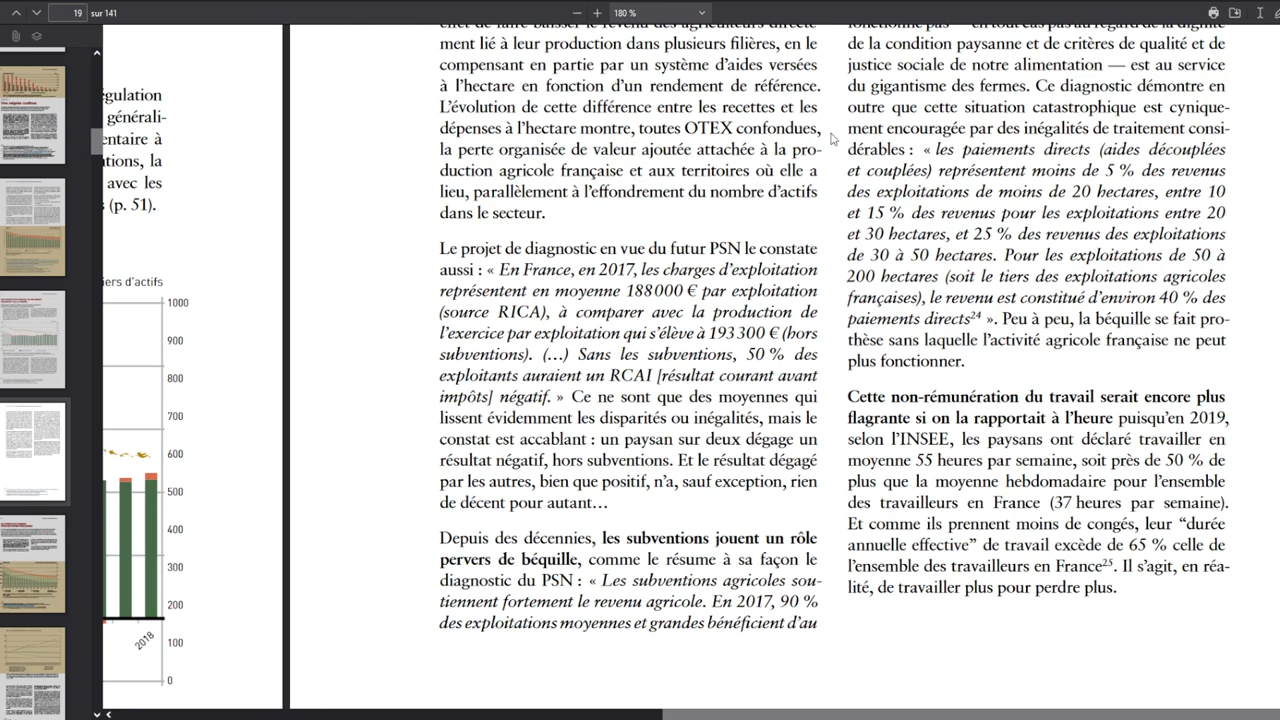 19 sur 141
180 %
égulation
générali-
entaire à
tions, la
avec les
(p. 51).
iers d'actifs
1000
900
800
700
600
500
400
300
200
100
0
2018
ment lié à leur production dans plusieurs filières, en le
compensant en partie par un système d'aides versées
à l'hectare en fonction d'un rendement de référence.
L'évolution de cette différence entre les recettes et les
dépenses à l'hectare montre, toutes OTEX confondues,
la perte organisée de valeur ajoutée attachée à la pro-
duction agricole française et aux territoires où elle a
lieu, parallèlement à l'effondrement du nombre d'actifs
dans le secteur.
Le projet de diagnostic en vue du futur PSN le constate
aussi : « En France, en 2017, les charges d'exploitation
représentent en moyenne 188 000 € par exploitation
(source RICA), à comparer avec la production de
l'exercice par exploitation qui s'élève à 193 300 € (hors
subventions). (...) Sans les subventions, 50 % des
exploitants auraient un RCAI [résultat courant avant
impôts] négatif. » Ce ne sont que des moyennes qui
lissent évidemment les disparités ou inégalités, mais le
constat est accablant : un paysan sur deux dégage un
résultat négatif, hors subventions. Et le résultat dégagé
par les autres, bien que positif, n'a, sauf exception, rien
de décent pour autant...
Depuis des décennies, les subventions jouent un rôle
pervers de béquille, comme le résume à sa façon le
diagnostic du PSN : « Les subventions agricoles sou-
tiennent fortement le revenu agricole. En 2017, 90 %
des exploitations moyennes et grandes bénéficient d'au
de la condition paysanne et de critères de qualité et de
justice sociale de notre alimentation — est au service
du gigantisme des fermes. Ce diagnostic démontre en
outre que cette situation catastrophique est cynique-
ment encouragée par des inégalités de traitement consi-
dérables : « les paiements directs (aides découplées
et couplées) représentent moins de 5 % des revenus
des exploitations de moins de 20 hectares, entre 10
et 15 % des revenus pour les exploitations entre 20
et 30 hectares, et 25 % des revenus des exploitations
de 30 à 50 hectares. Pour les exploitations de 50 à
200 hectares (soit le tiers des exploitations agricoles
françaises), le revenu est constitué d'environ 40 % des
paiements directs²⁴ ». Peu à peu, la béquille se fait pro-
thèse sans laquelle l'activité agricole française ne peut
plus fonctionner.
Cette non-rémunération du travail serait encore plus
flagrante si on la rapportait à l'heure puisqu'en 2019,
selon l'INSEE, les paysans ont déclaré travailler en
moyenne 55 heures par semaine, soit près de 50 % de
plus que la moyenne hebdomadaire pour l'ensemble
des travailleurs en France (37 heures par semaine).
Et comme ils prennent moins de congés, leur “durée
annuelle effective” de travail excède de 65 % celle de
l'ensemble des travailleurs en France²⁵. Il s'agit, en réa-
lité, de travailler plus pour perdre plus.